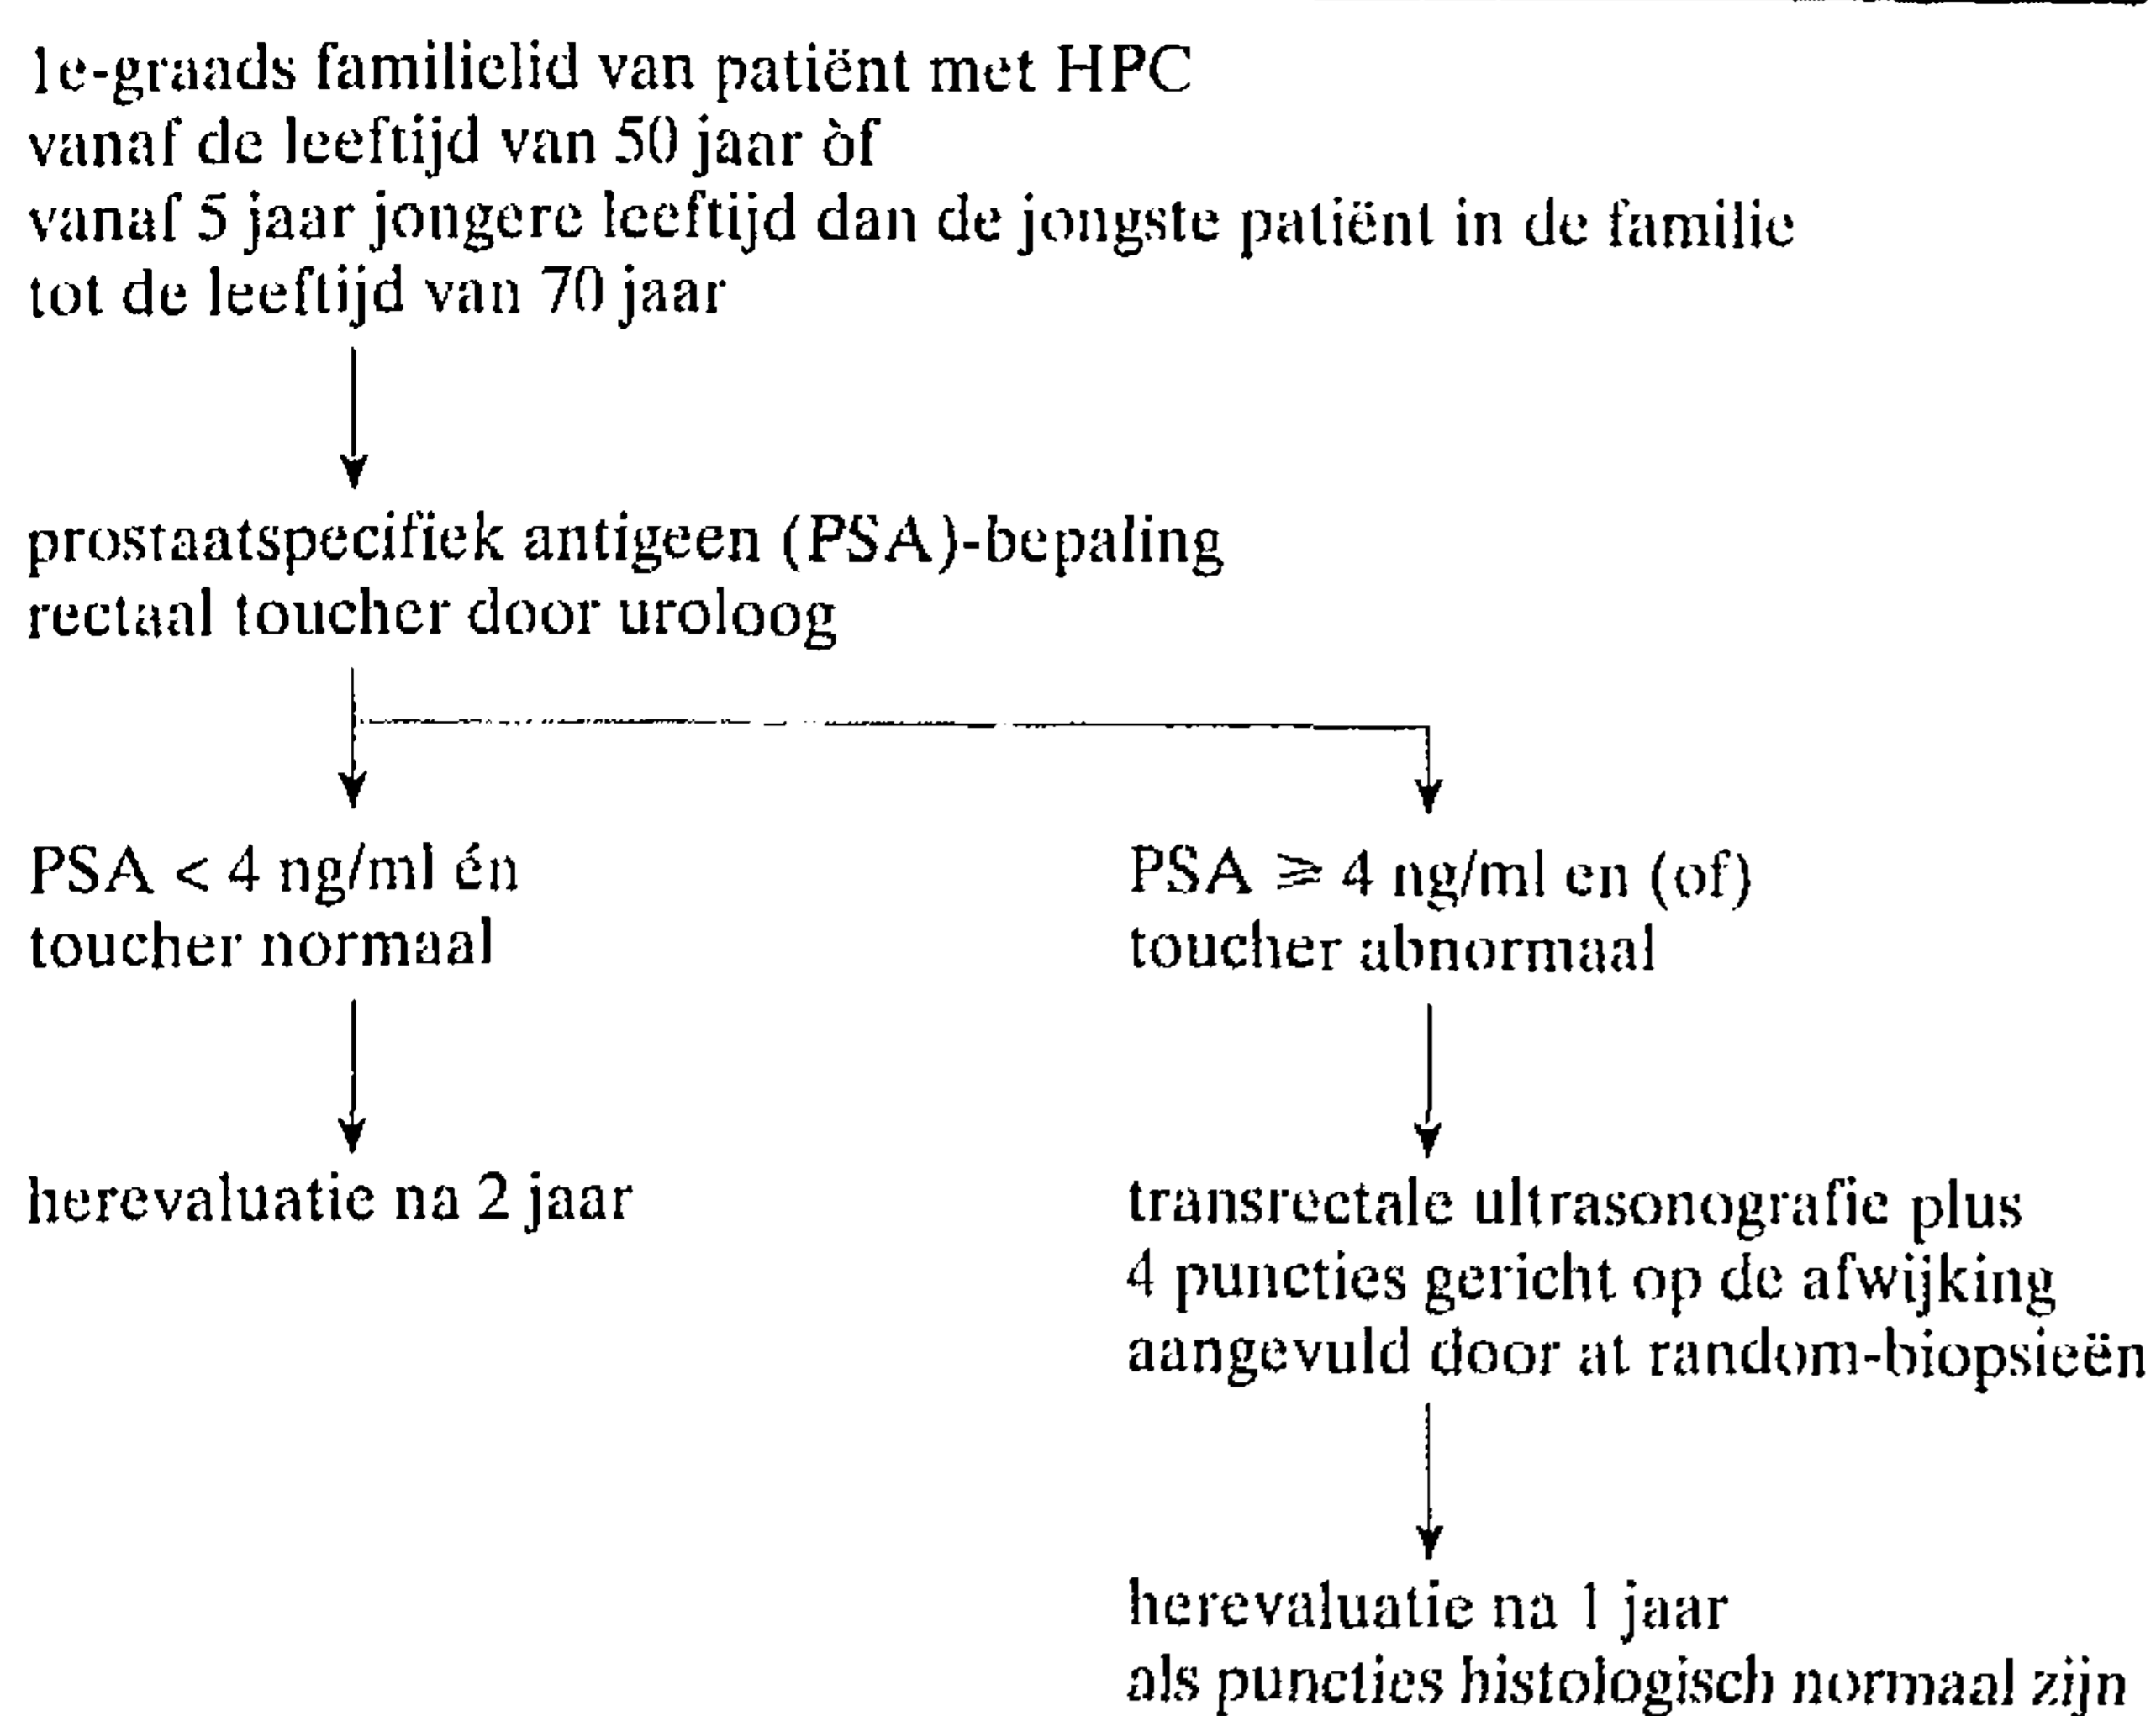 1e-graads familielid van patiënt met HPC
vanaf de leeftijd van 50 jaar òf
vanaf 5 jaar jongere leeftijd dan de jongste patiënt in de familie
tot de leeftijd van 70 jaar
prostaatspecifiek antigeen (PSA)-bepaling
rectaal toucher door uroloog
PSA < 4 ng/ml én
toucher normaal
herevaluatie na 2 jaar
PSA ⩾ 4 ng/ml en (of)
toucher abnormaal
transrectale ultrasonografie plus
4 puncties gericht op de afwijking
aangevuld door at random-biopsieën
herevaluatie na 1 jaar
als puncties histologisch normaal zijn